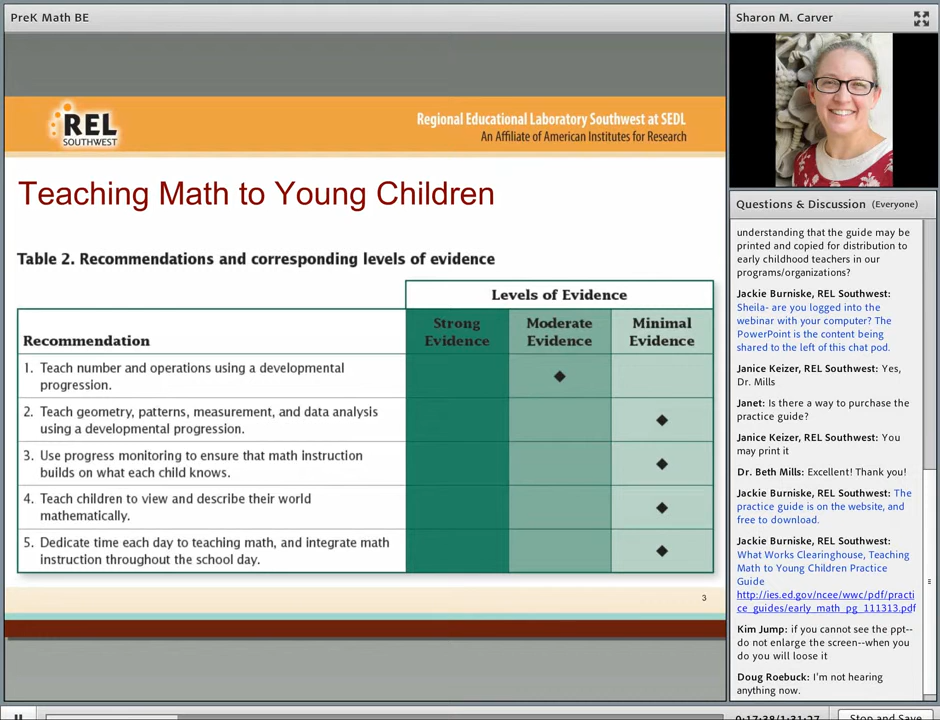 PreK Math BE
Sharon M. Carver
REL
SOUTHWEST
Regional Educational Laboratory Southwest at SEDL
An Affiliate of American Institutes for Research
Teaching Math to Young Children
Table 2. Recommendations and corresponding levels of evidence
Levels of Evidence
Recommendation
Strong
Evidence
Moderate
Evidence
Minimal
Evidence
1. Teach number and operations using a developmental
progression.
2. Teach geometry, patterns, measurement, and data analysis
using a developmental progression.
3. Use progress monitoring to ensure that math instruction
builds on what each child knows.
4. Teach children to view and describe their world
mathematically.
5. Dedicate time each day to teaching math, and integrate math
instruction throughout the school day.
3
Questions & Discussion (Everyone)
understanding that the guide may be
printed and copied for distribution to
early childhood teachers in our
programs/organizations?
Jackie Burniske, REL Southwest:
Sheila- are you logged into the
webinar with your computer? The
PowerPoint is the content being
shared to the left of this chat pod.
Janice Keizer, REL Southwest: Yes,
Dr. Mills
Janet: Is there a way to purchase the
practice guide?
Janice Keizer, REL Southwest: You
may print it
Dr. Beth Mills: Excellent! Thank you!
Jackie Burniske, REL Southwest: The
practice guide is on the website, and
free to download.
Jackie Burniske, REL Southwest:
What Works Clearinghouse, Teaching
Math to Young Children Practice
Guide
http://ies.ed.gov/ncee/wwc/pdf/practi
ce_guides/early_math_pg_111313.pdf
Kim Jump: if you cannot see the ppt--
do not enlarge the screen--when you
do you will loose it
Doug Roebuck: I'm not hearing
anything now.
0:17:38/1:31:27
Stop and Save